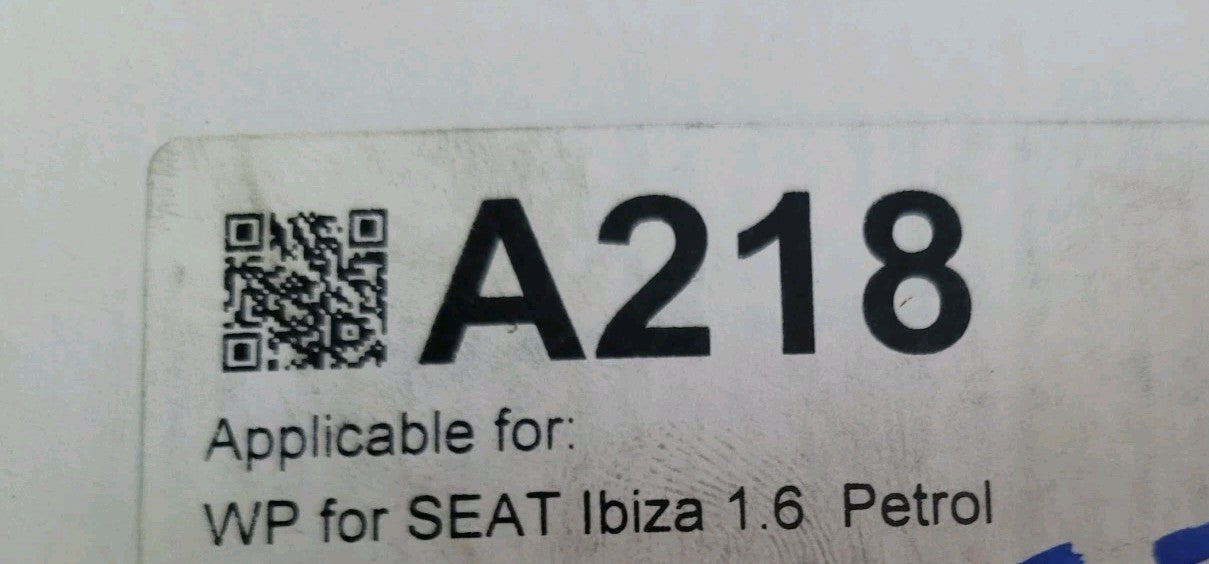 A218
Applicable for:
WP for SEAT Ibiza 1.6 Petrol